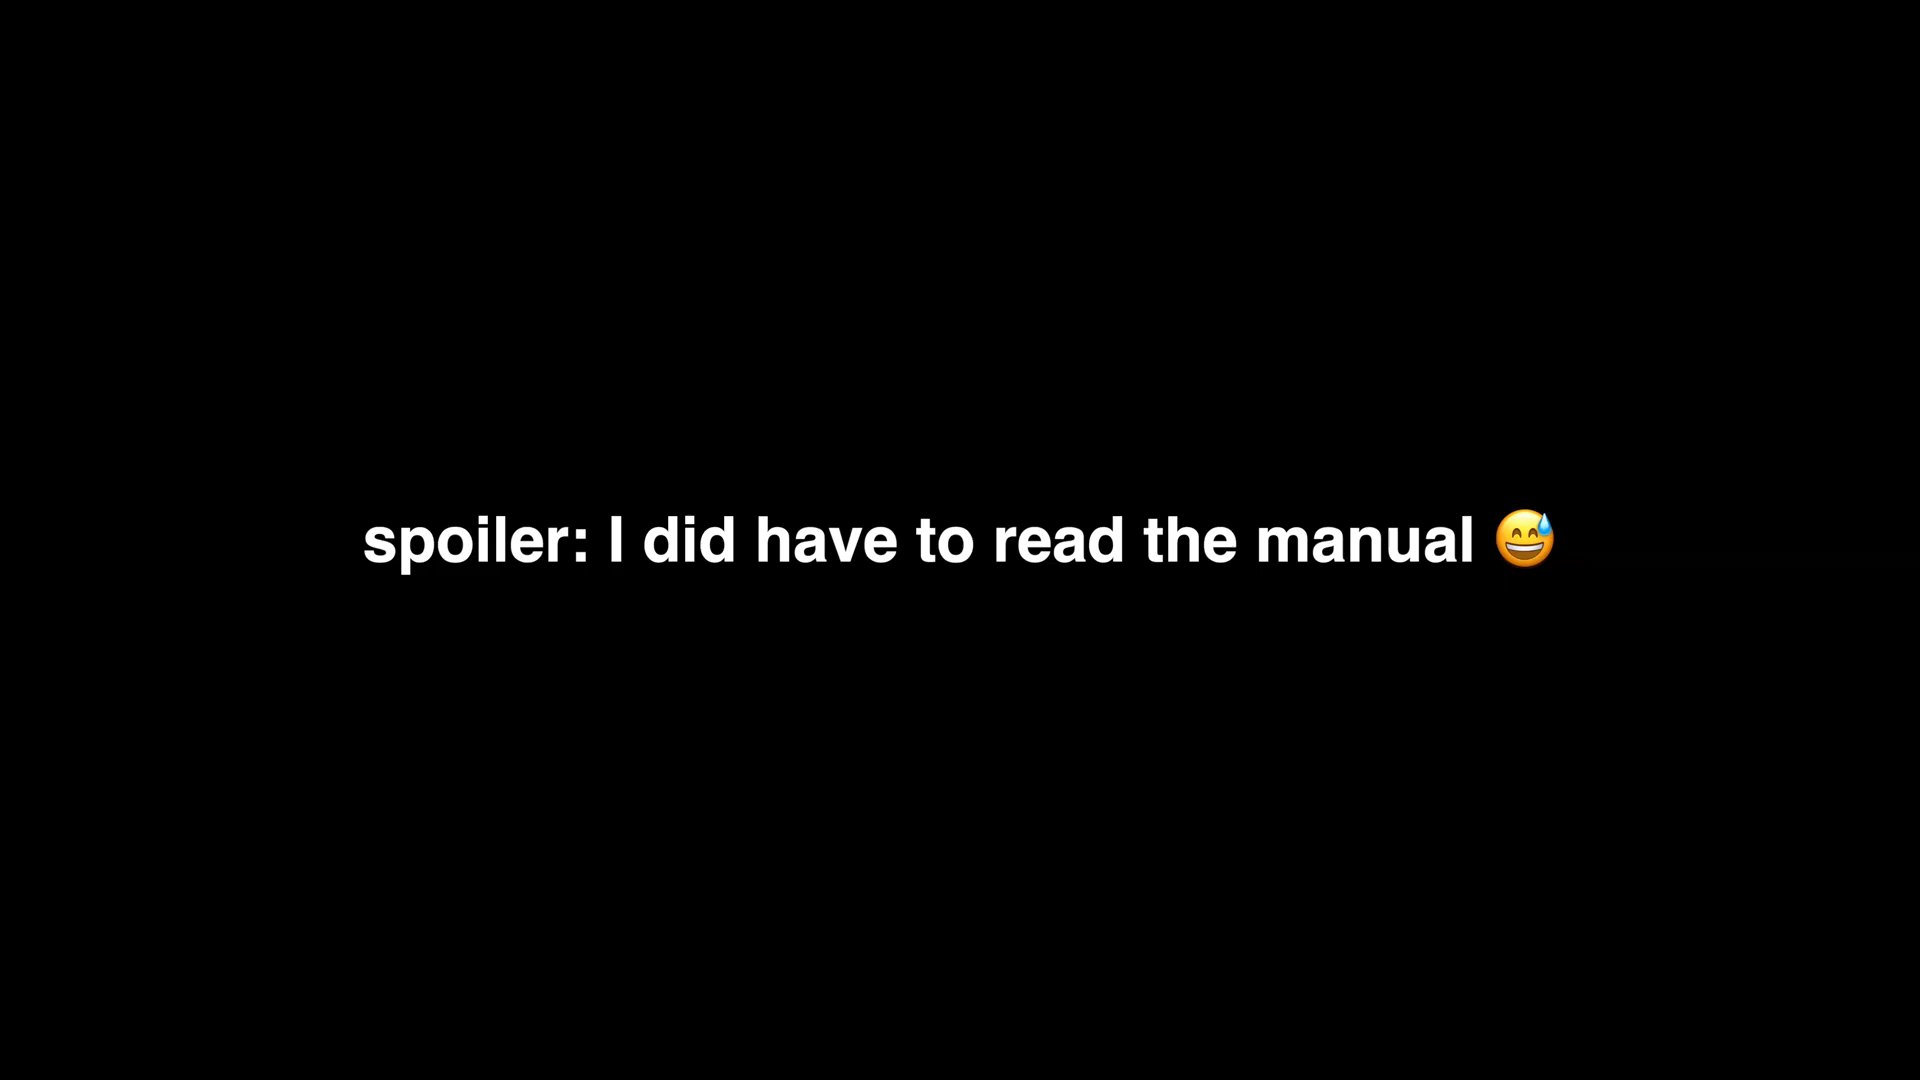 spoiler: I did have to read the manual 😅